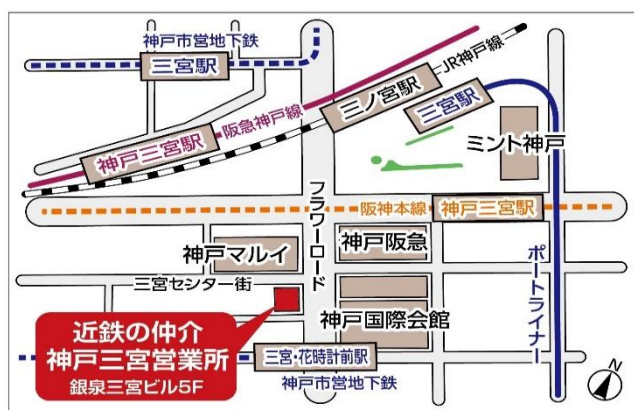 神戸市営地下鉄
三宮駅
JR神戸線
三ノ宮駅
三宮駅
阪急神戸線
神戸三宮駅
ミント神戸
フラワーロード
阪神本線
神戸三宮駅
神戸マルイ
神戸阪急
三宮センター街
ポートライナー
近鉄の仲介
神戸三宮営業所
銀泉三宮ビル5F
神戸国際会館
三宮・花時計前駅
神戸市営地下鉄
N